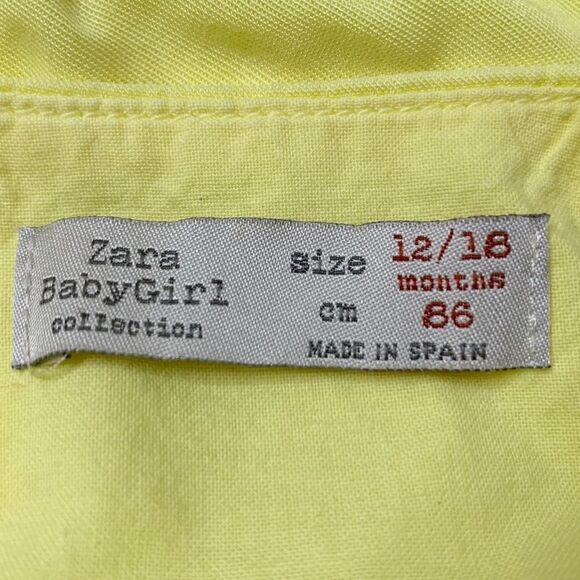 Zara
BabyGirl
collection
Size 12/18
months
cm 86
MADE IN SPAIN